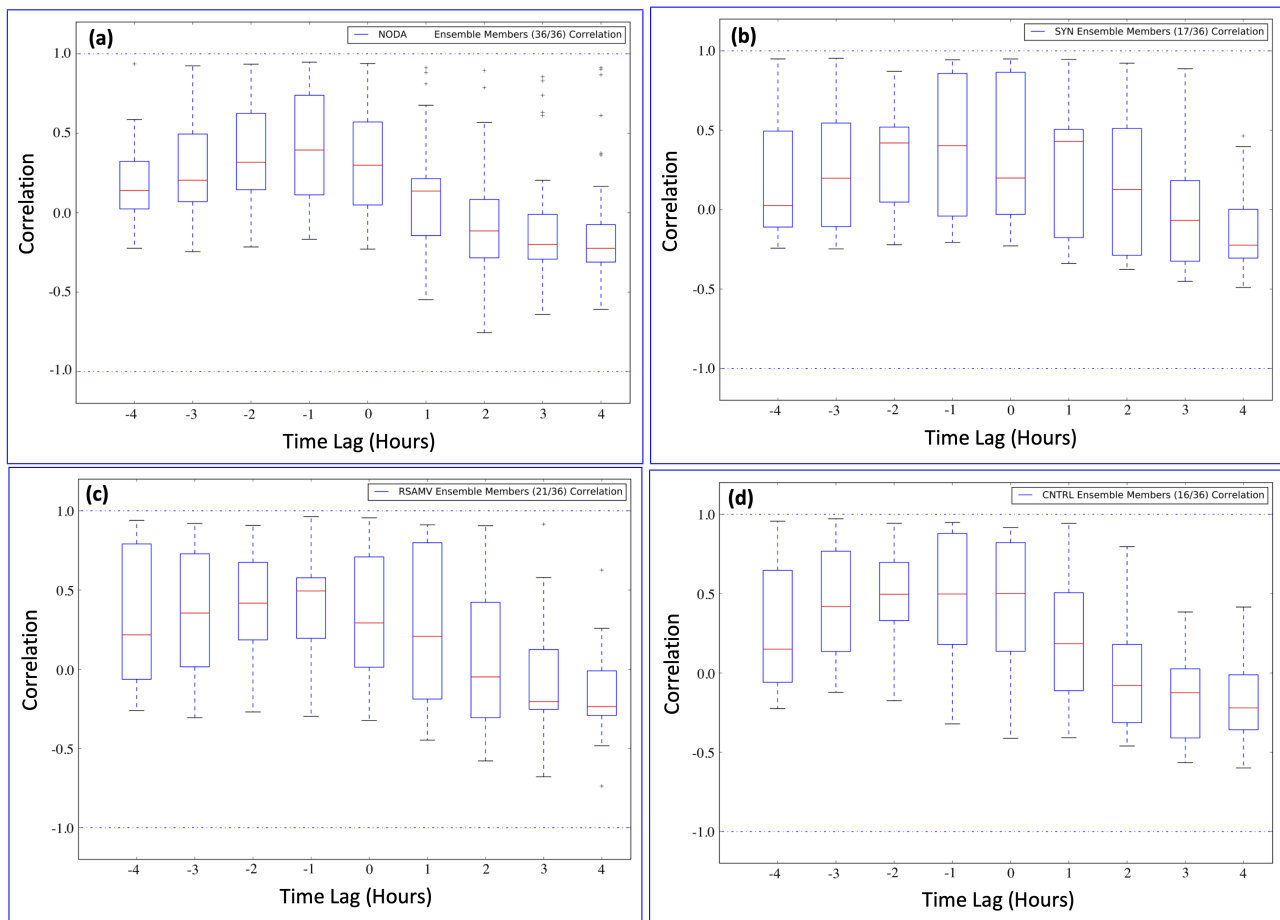 (a)
NODA Ensemble Members (36/36) Correlation
1.0
0.5
0.0
-0.5
-1.0
Correlation
-4 -3 -2 -1 0 1 2 3 4
Time Lag (Hours)
(b)
SYN Ensemble Members (17/36) Correlation
1.0
0.5
0.0
-0.5
-1.0
Correlation
-4 -3 -2 -1 0 1 2 3 4
Time Lag (Hours)
(c)
RSAMV Ensemble Members (21/36) Correlation
1.0
0.5
0.0
-0.5
-1.0
Correlation
-4 -3 -2 -1 0 1 2 3 4
Time Lag (Hours)
(d)
CNTRL Ensemble Members (16/36) Correlation
1.0
0.5
0.0
-0.5
-1.0
Correlation
-4 -3 -2 -1 0 1 2 3 4
Time Lag (Hours)